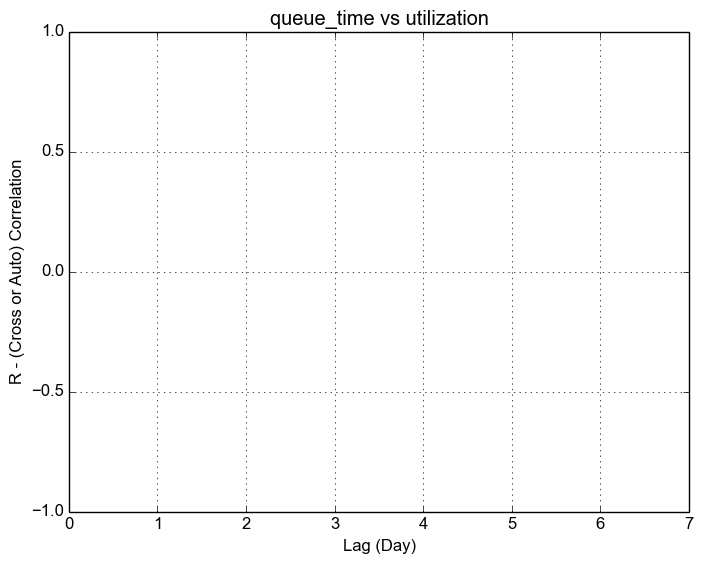 queue_time vs utilization
1.0
0.5
0.0
−0.5
−1.0
R - (Cross or Auto) Correlation
0 1 2 3 4 5 6 7
Lag (Day)